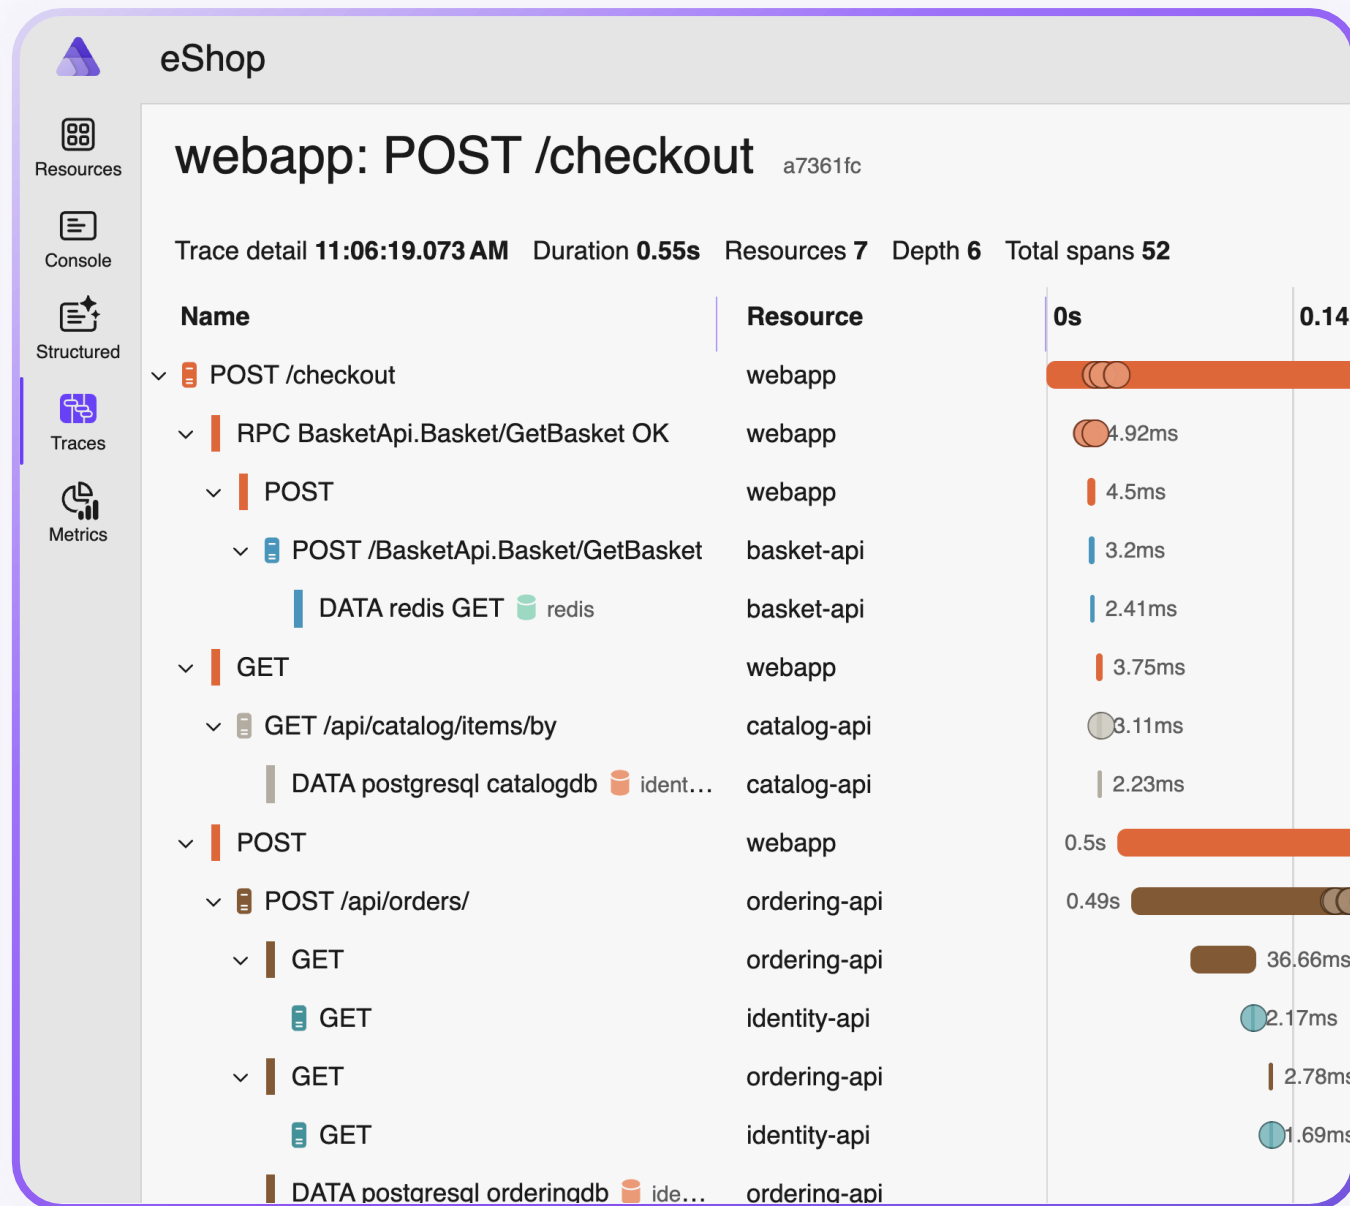 eShop
Resources
Console
Structured
Traces
Metrics
webapp: POST /checkout a7361fc
Trace detail 11:06:19.073 AM Duration 0.55s Resources 7 Depth 6 Total spans 52
Name Resource 0s 0.14
POST /checkout webapp
RPC BasketApi.Basket/GetBasket OK webapp 4.92ms
POST webapp 4.5ms
POST /BasketApi.Basket/GetBasket basket-api 3.2ms
DATA redis GET redis basket-api 2.41ms
GET webapp 3.75ms
GET /api/catalog/items/by catalog-api 3.11ms
DATA postgresql catalogdb ident... catalog-api 2.23ms
POST webapp 0.5s
POST /api/orders/ ordering-api 0.49s
GET ordering-api 36.66ms
GET identity-api 2.17ms
GET ordering-api 2.78ms
GET identity-api 1.69ms
DATA postgresql orderingdb ide... ordering-api